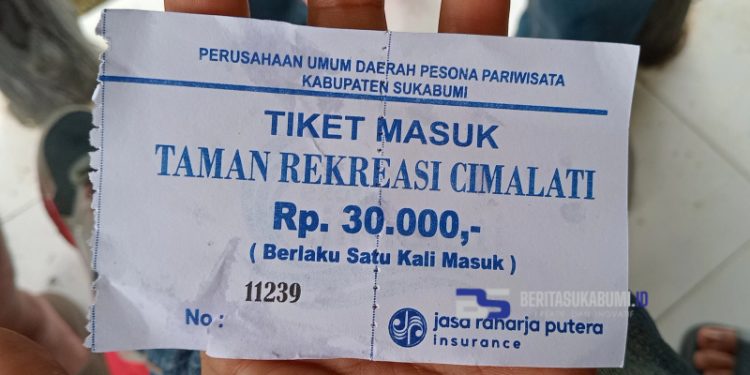 PERUSAHAAN UMUM DAERAH PESONA PARIWISATA
KABUPATEN SUKABUMI
TIKET MASUK
TAMAN REKREASI CIMALATI
Rp. 30.000,-
( Berlaku Satu Kali Masuk )
11239
No :
BS BERITASUKABUMI.ID
jasa raharja putera
insurance